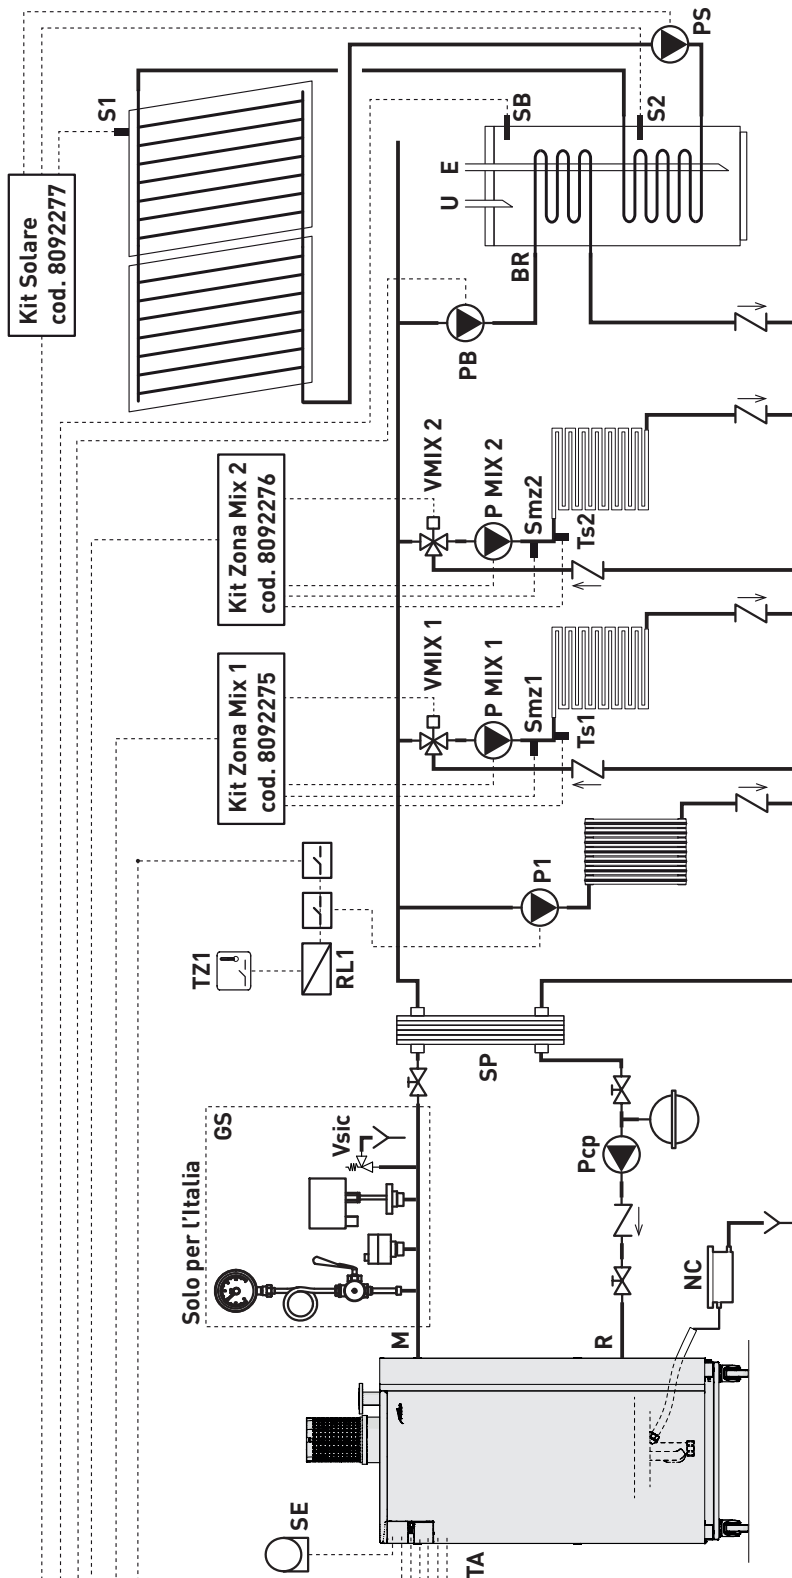 Kit Solare
cod. 8092277
S1
PS
SB
S2
E
U
BR
PB
Kit Zona Mix 2
cod. 8092276
VMIX 2
P MIX 2
Smz2
Ts2
Kit Zona Mix 1
cod. 8092275
VMIX 1
P MIX 1
Smz1
Ts1
TZ1
RL1
P1
SP
Solo per l'Italia
GS
Vsic
Pcp
M
R
NC
SE
TA